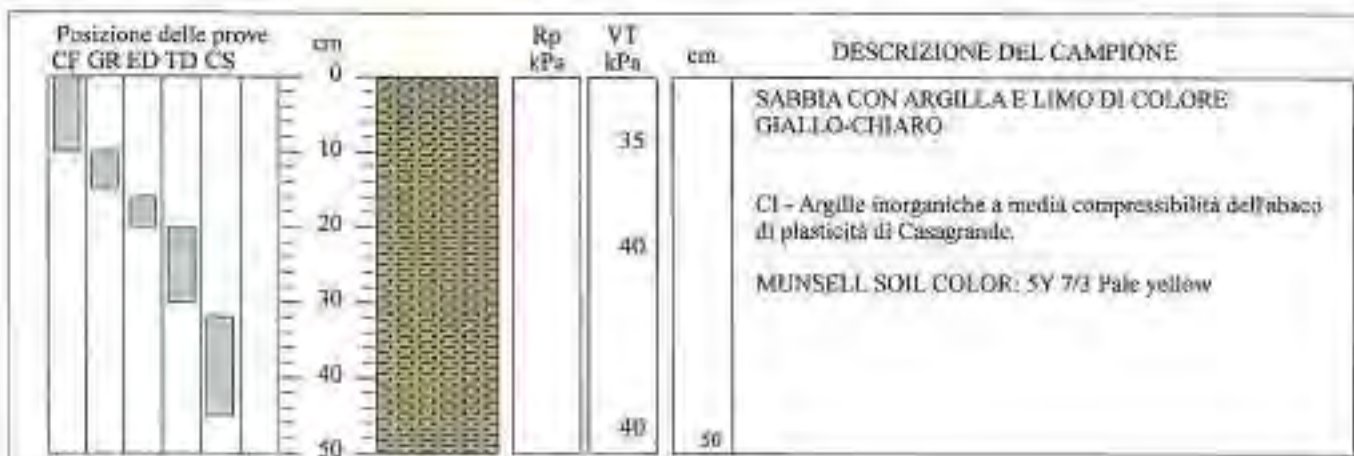 Posizione delle prove
CF GR ED TD CS
cm
Rp
kPa
VT
kPa
cm
DESCRIZIONE DEL CAMPIONE
0
10
20
30
40
50
35
40
40
50
SABBIA CON ARGILLA E LIMO DI COLORE
GIALLO-CHIARO
CI - Argille inorganiche a media compressibilità dell'abaco
di plasticità di Casagrande.
MUNSELL SOIL COLOR: 5Y 7/3 Pale yellow